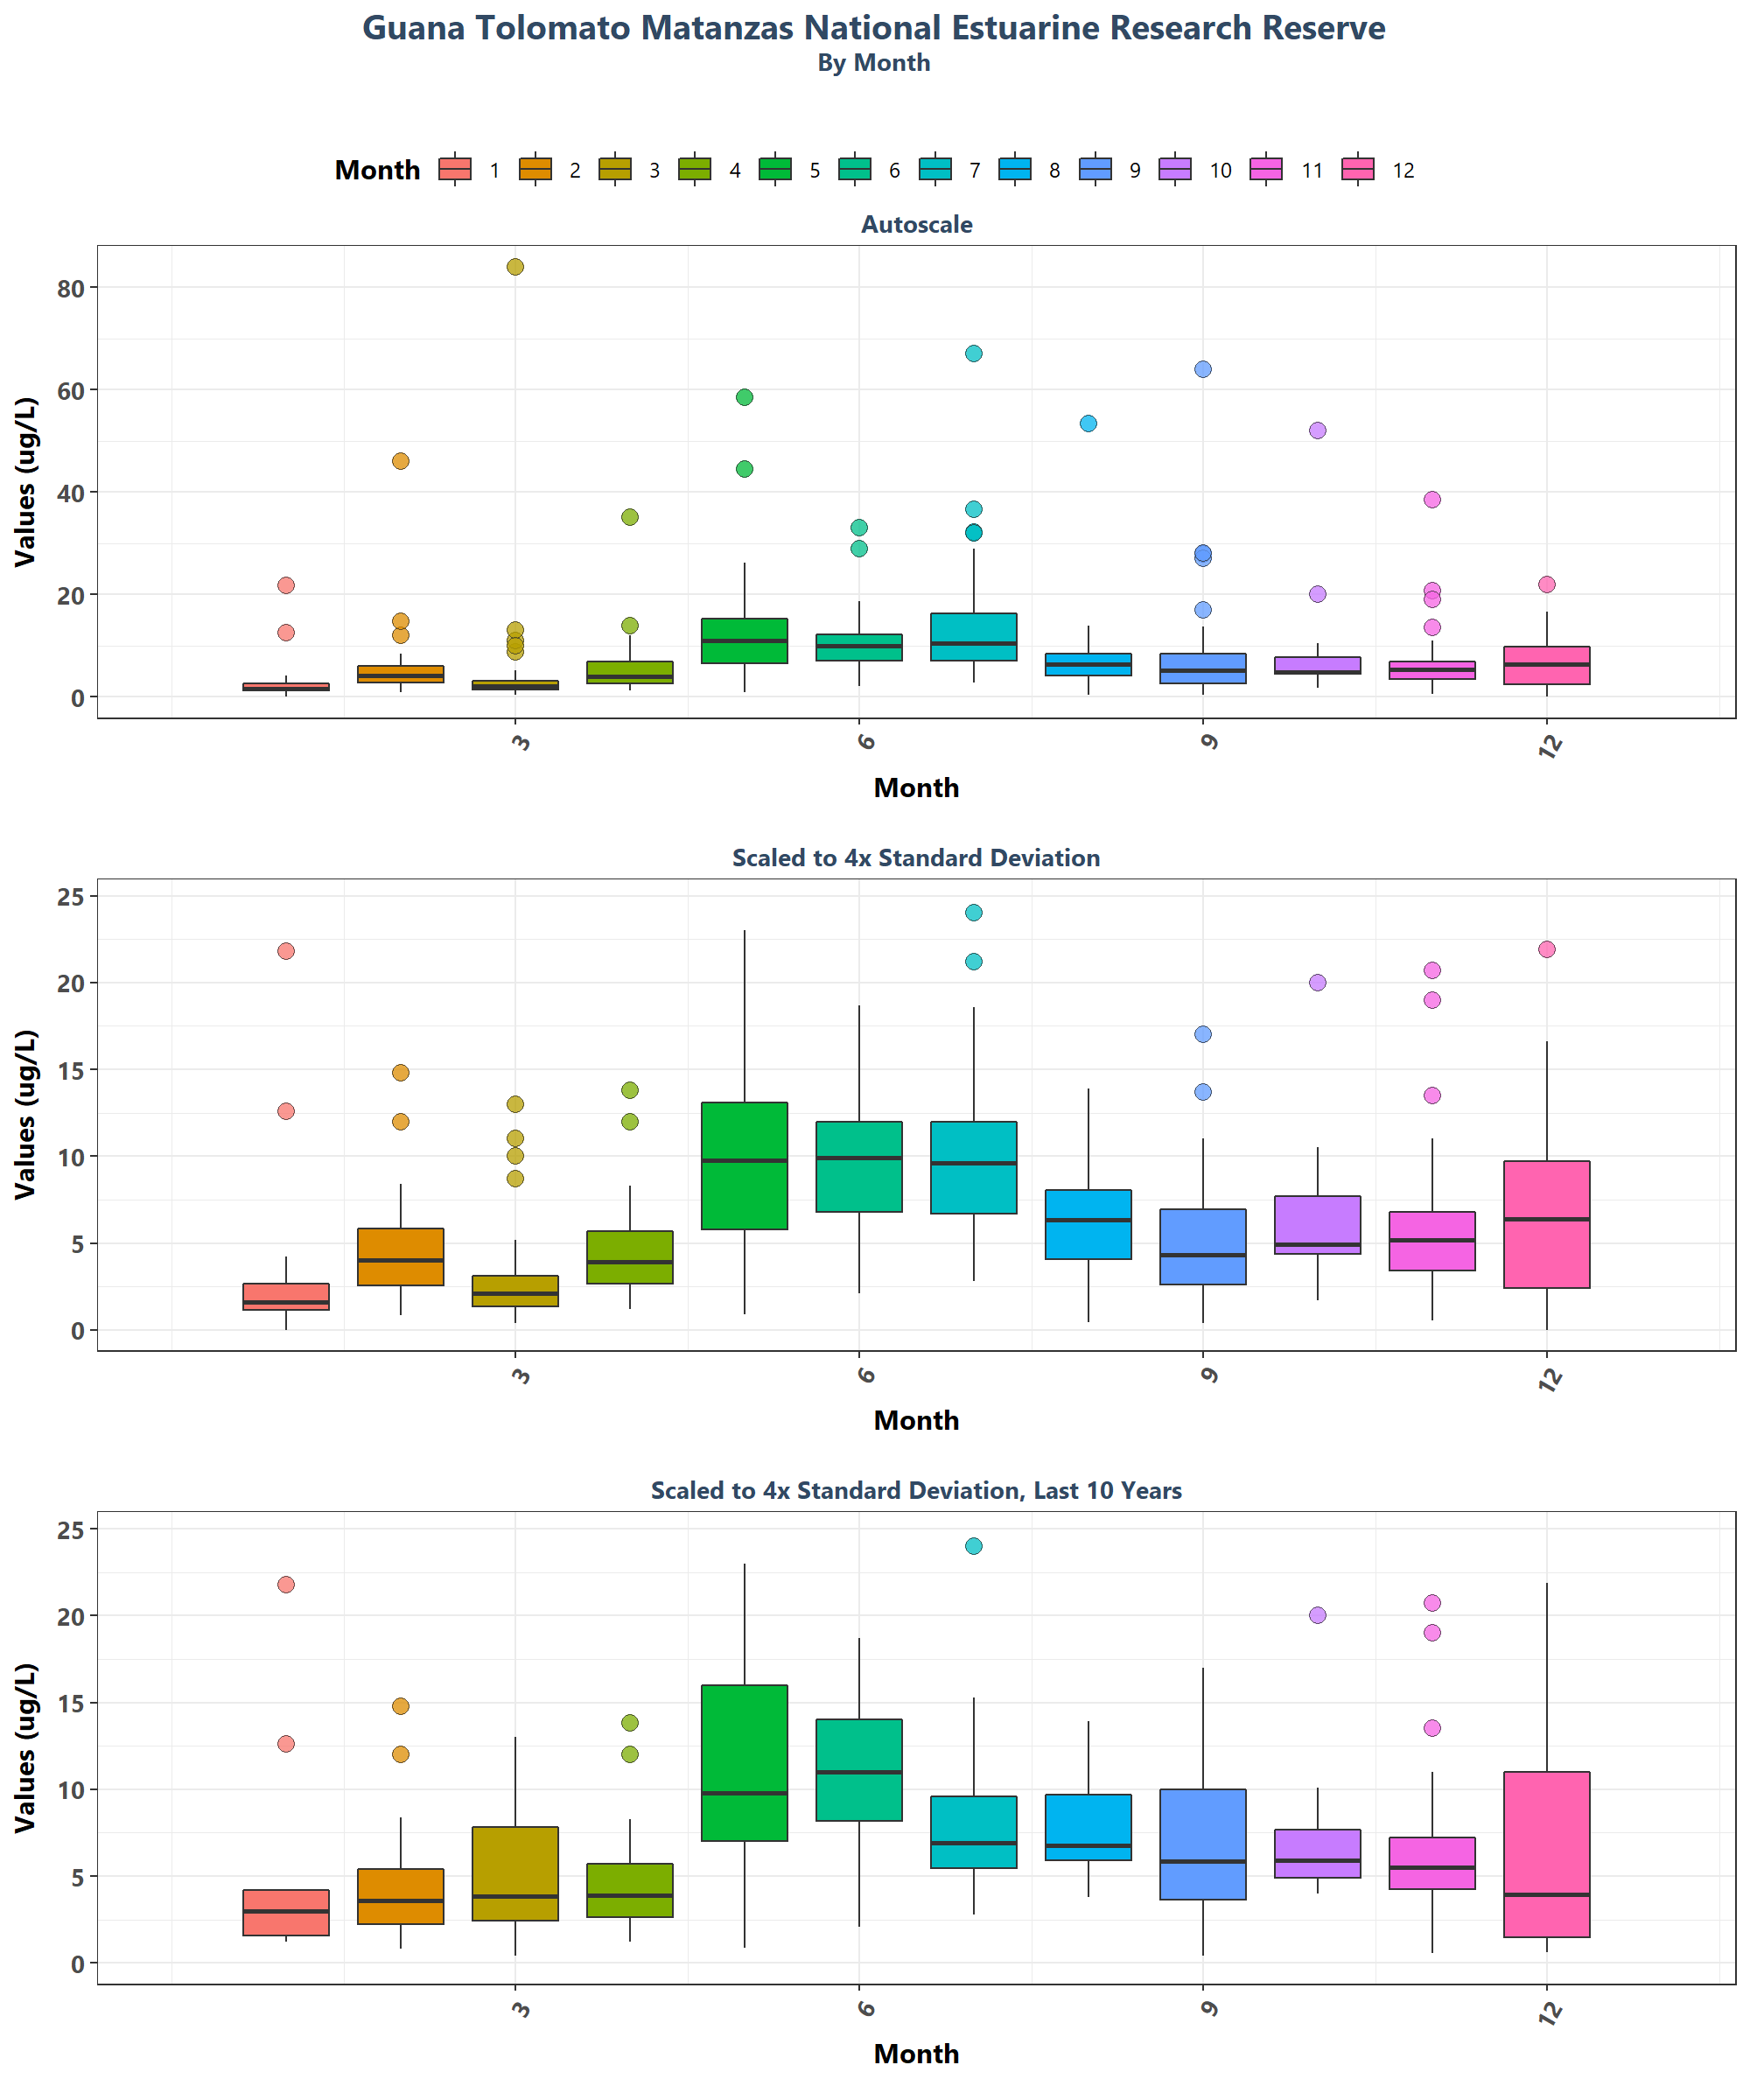 Guana Tolomato Matanzas National Estuarine Research Reserve
By Month
Month 1 2 3 4 5 6 7 8 9 10 11 12
Autoscale
Values (ug/L)
80
60
40
20
0
3 6 9 12
Month
Scaled to 4x Standard Deviation
Values (ug/L)
25
20
15
10
5
0
3 6 9 12
Month
Scaled to 4x Standard Deviation, Last 10 Years
Values (ug/L)
25
20
15
10
5
0
3 6 9 12
Month